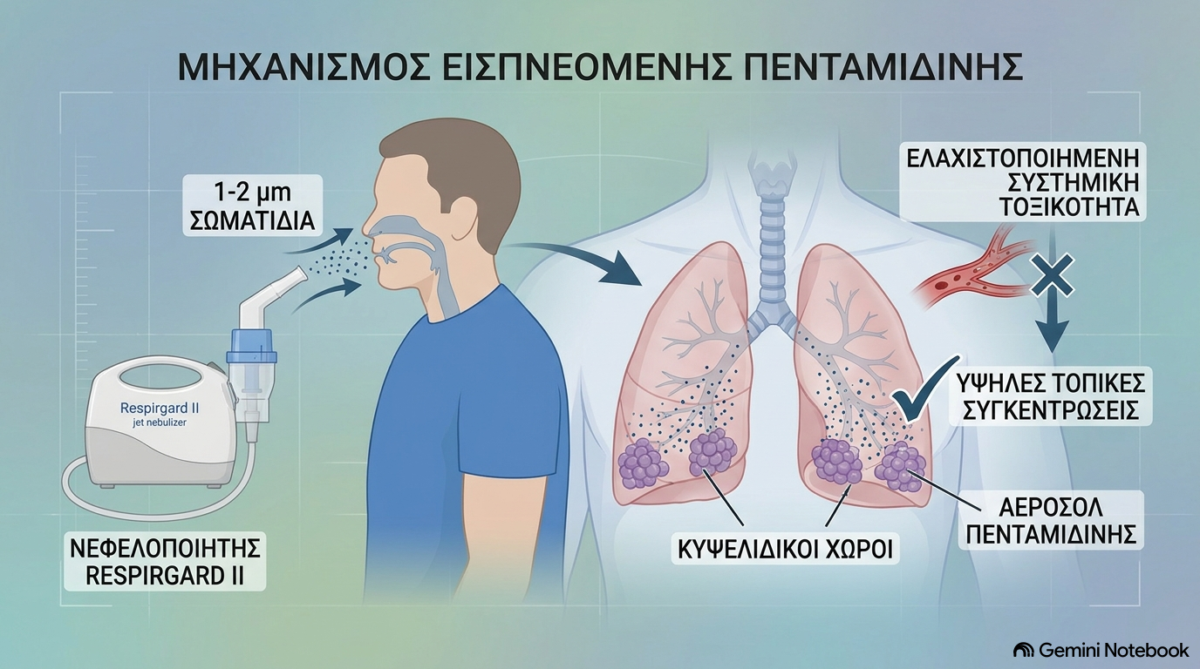 ΜΗΧΑΝΙΣΜΟΣ ΕΙΣΠΝΕΟΜΕΝΗΣ ΠΕΝΤΑΜΙΔΙΝΗΣ
1-2 μm
ΣΩΜΑΤΙΔΙΑ
ΕΛΑΧΙΣΤΟΠΟΙΗΜΕΝΗ
ΣΥΣΤΗΜΙΚΗ
ΤΟΞΙΚΟΤΗΤΑ
Respirgard II
jet nebulizer
ΥΨΗΛΕΣ ΤΟΠΙΚΕΣ
ΣΥΓΚΕΝΤΡΩΣΕΙΣ
ΝΕΦΕΛΟΠΟΙΗΤΗΣ
RESPIRGARD II
ΚΥΨΕΛΙΔΙΚΟΙ ΧΩΡΟΙ
ΑΕΡΟΣΟΛ
ΠΕΝΤΑΜΙΔΙΝΗΣ
Gemini Notebook